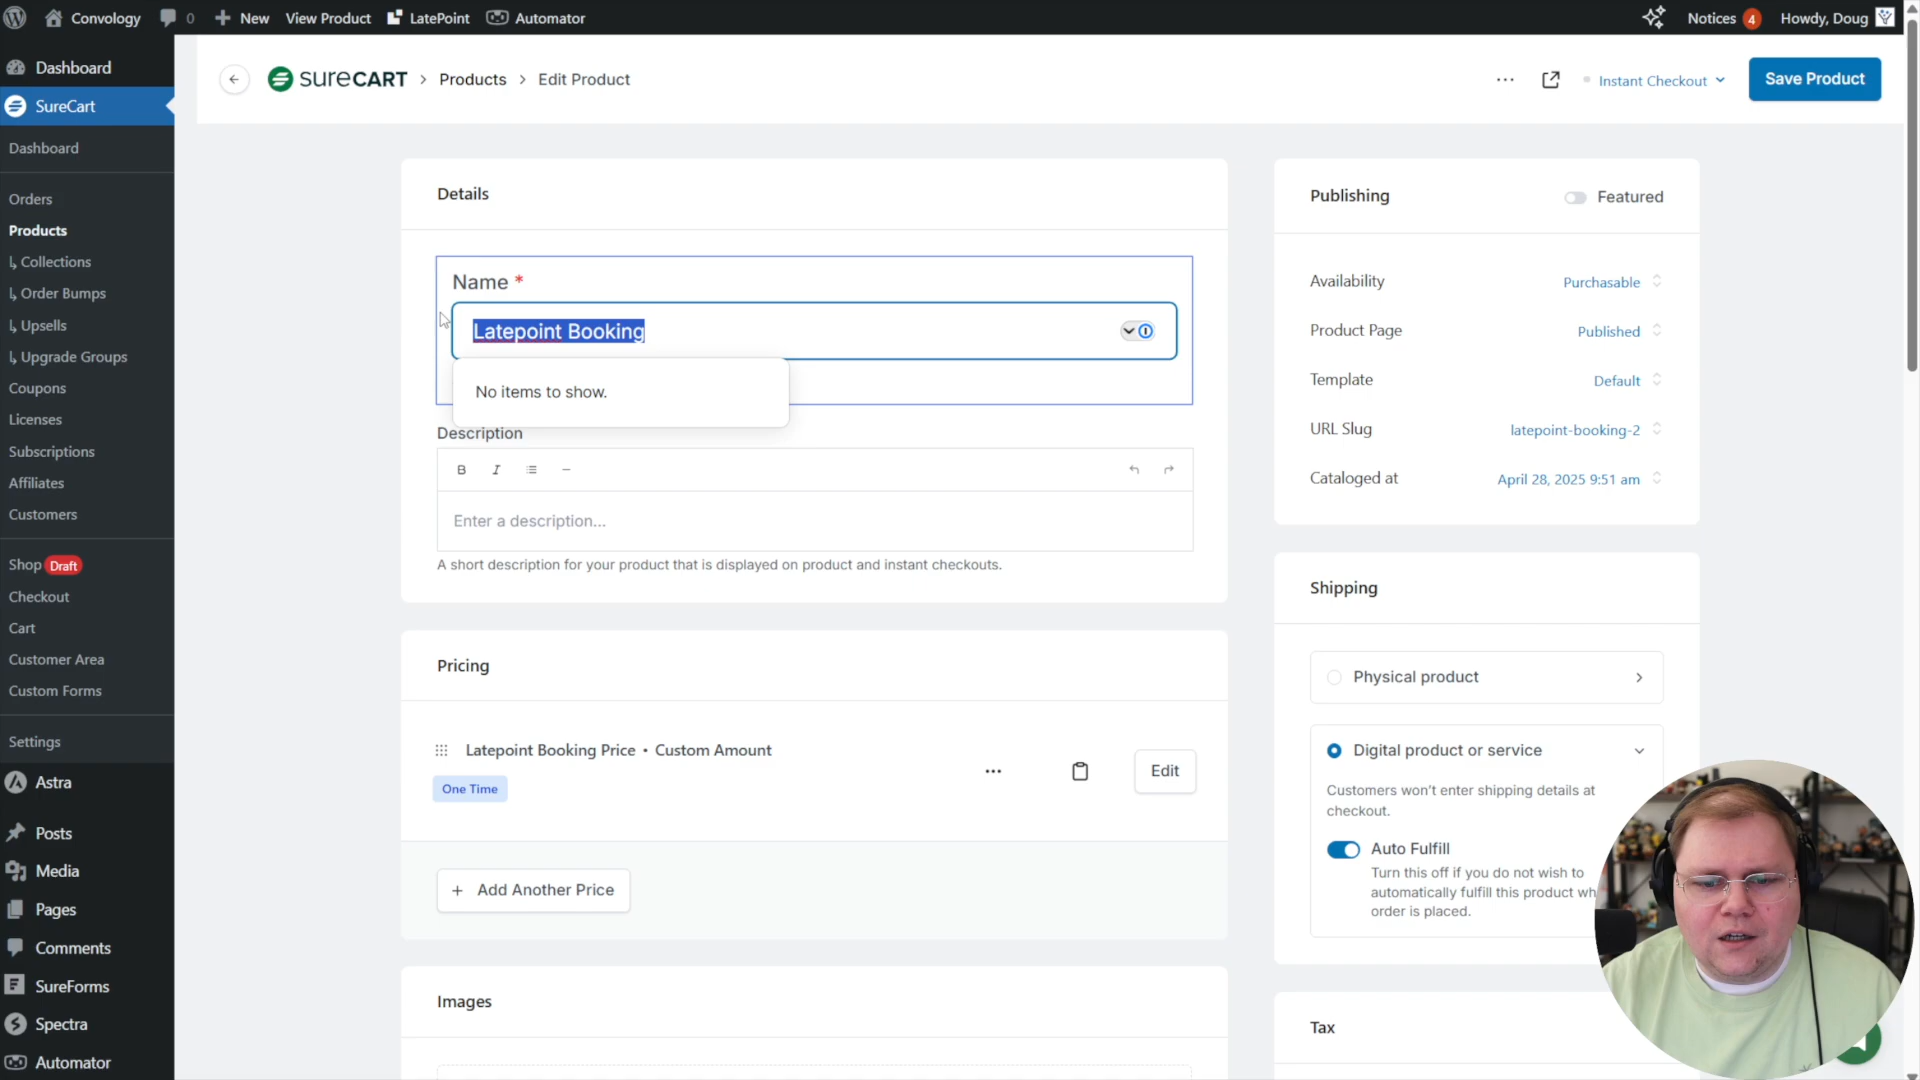 Convology
0
New
View Product
LatePoint
Automator
Notices 4
Howdy, Doug
Dashboard
SureCart
Dashboard
Orders
Products
↳ Collections
↳ Order Bumps
↳ Upsells
↳ Upgrade Groups
Coupons
Licenses
Subscriptions
Affiliates
Customers
Shop Draft
Checkout
Cart
Customer Area
Custom Forms
Settings
Astra
Posts
Media
Pages
Comments
SureForms
Spectra
Automator
SURECART > Products > Edit Product
Instant Checkout
Save Product
Details
Name *
Latepoint Booking
No items to show.
Description
B I
Enter a description...
A short description for your product that is displayed on product and instant checkouts.
Pricing
Latepoint Booking Price • Custom Amount
One Time
Edit
+ Add Another Price
Images
Publishing
Featured
Availability Purchasable
Product Page Published
Template Default
URL Slug latepoint-booking-2
Cataloged at April 28, 2025 9:51 am
Shipping
Physical product
Digital product or service
Customers won't enter shipping details at
checkout.
Auto Fulfill
Turn this off if you do not wish to
automatically fulfill this product wh
order is placed.
Tax